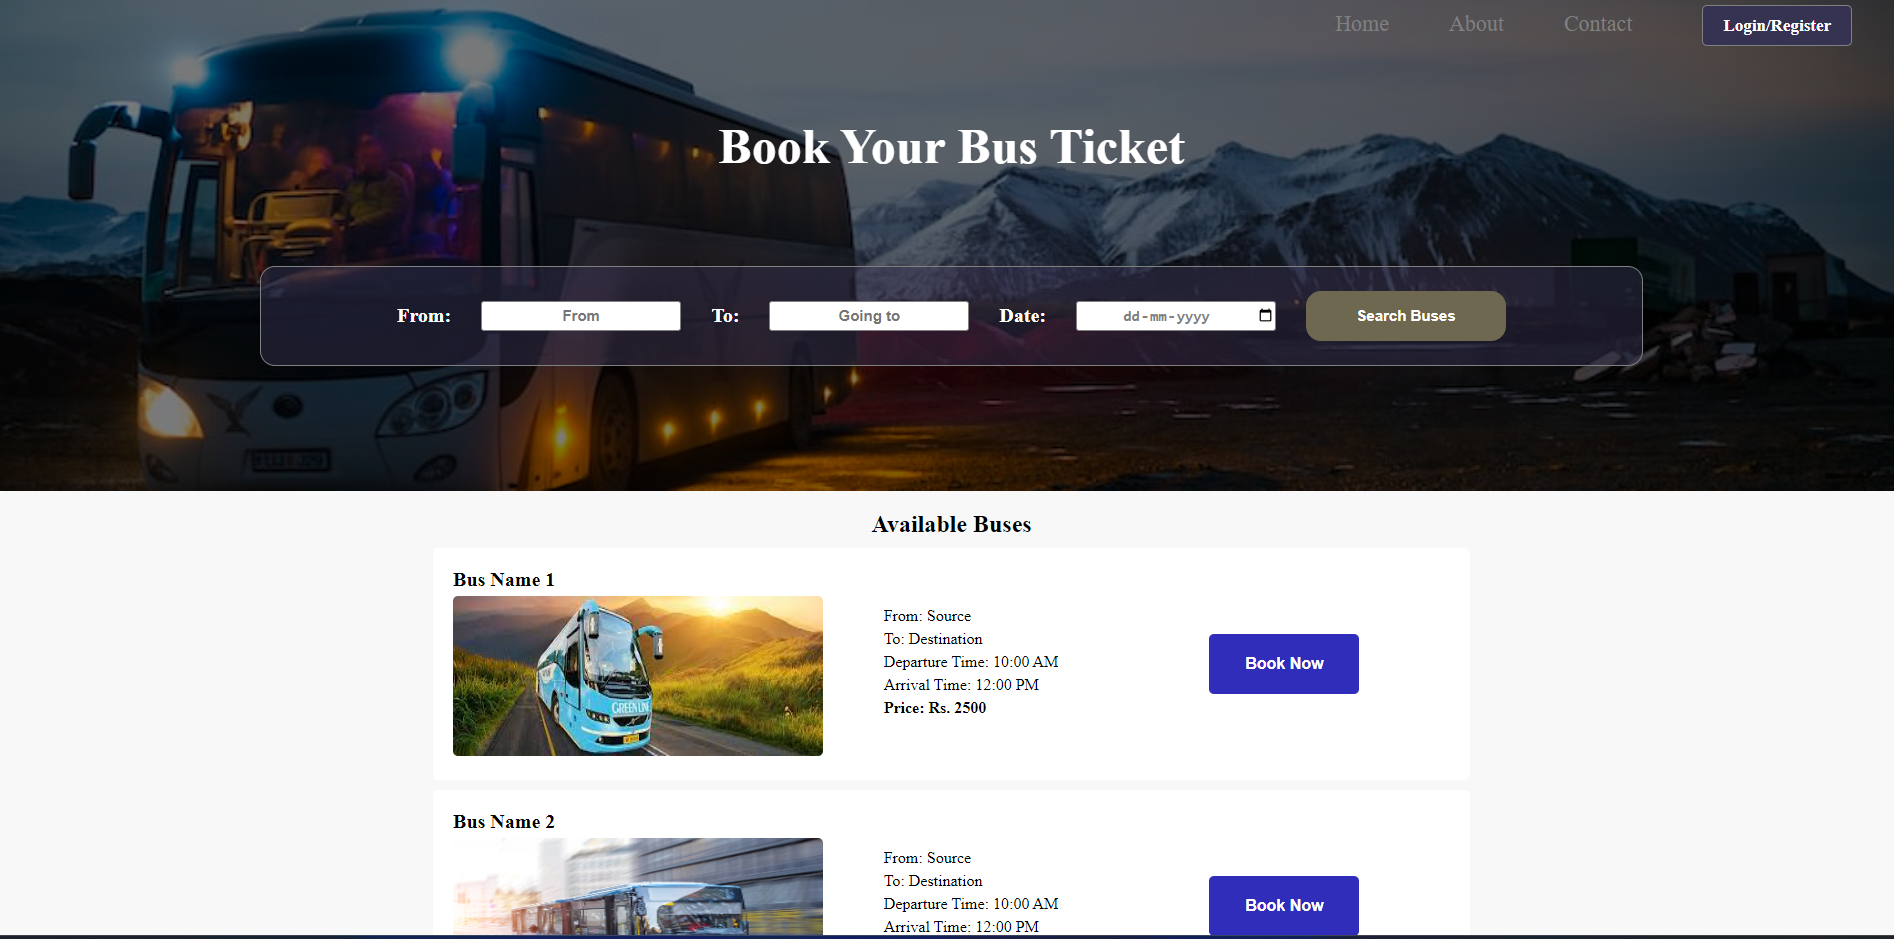 Home About Contact Login/Register
Book Your Bus Ticket
From: From To: Going to Date: dd-mm-yyyy Search Buses
Available Buses
Bus Name 1
From: Source
To: Destination
Departure Time: 10:00 AM
Arrival Time: 12:00 PM
Price: Rs. 2500
Book Now
GREEN LINE
Bus Name 2
From: Source
To: Destination
Departure Time: 10:00 AM
Arrival Time: 12:00 PM
Book Now